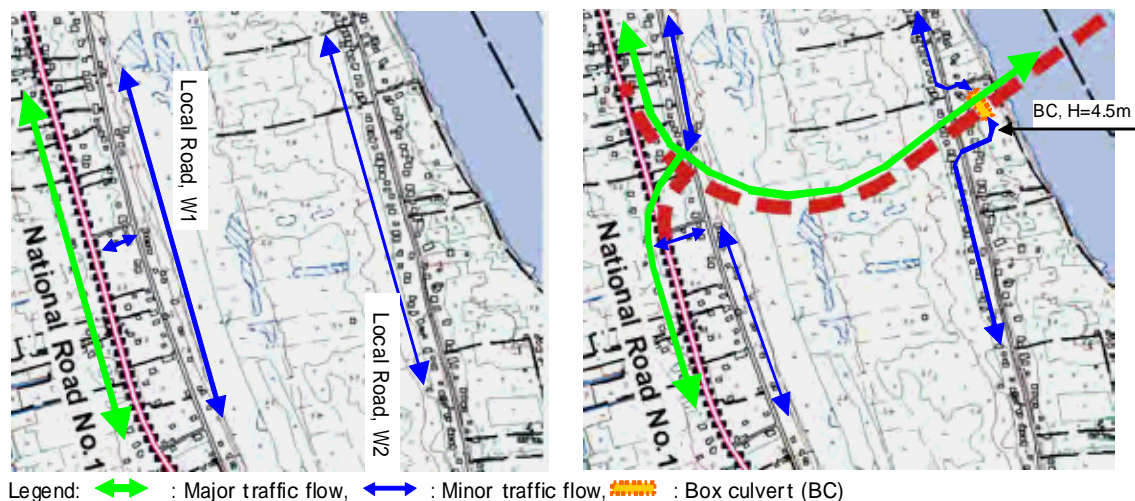 Local Road, W1
National Road No.1
Local Road, W2
BC, H=4.5m
National Road No.1
Legend: : Major traffic flow, : Minor traffic flow, : Box culvert (BC)